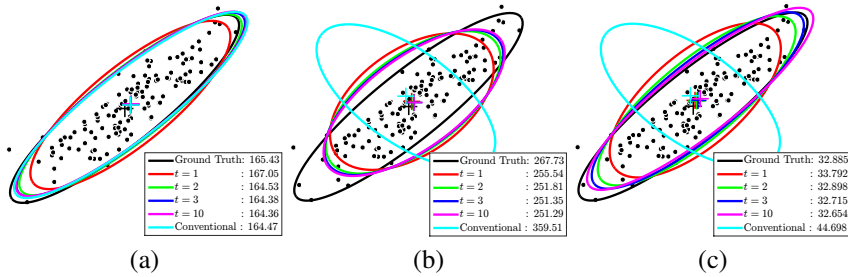 Ground Truth: 165.43
t = 1 : 167.05
t = 2 : 164.53
t = 3 : 164.38
t = 10 : 164.36
Conventional : 164.47
(a)
Ground Truth: 267.73
t = 1 : 255.54
t = 2 : 251.81
t = 3 : 251.35
t = 10 : 251.29
Conventional : 359.51
(b)
Ground Truth: 32.885
t = 1 : 33.792
t = 2 : 32.898
t = 3 : 32.715
t = 10 : 32.654
Conventional : 44.698
(c)